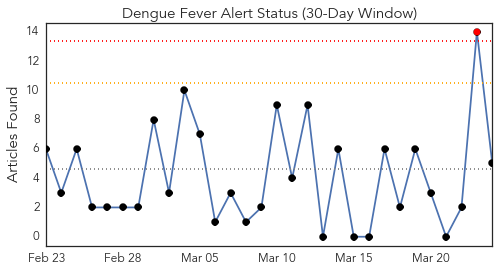 Dengue Fever Alert Status (30-Day Window)
Articles Found
14
12
10
8
6
4
2
0
Feb 23
Feb 28
Mar 05
Mar 10
Mar 15
Mar 20